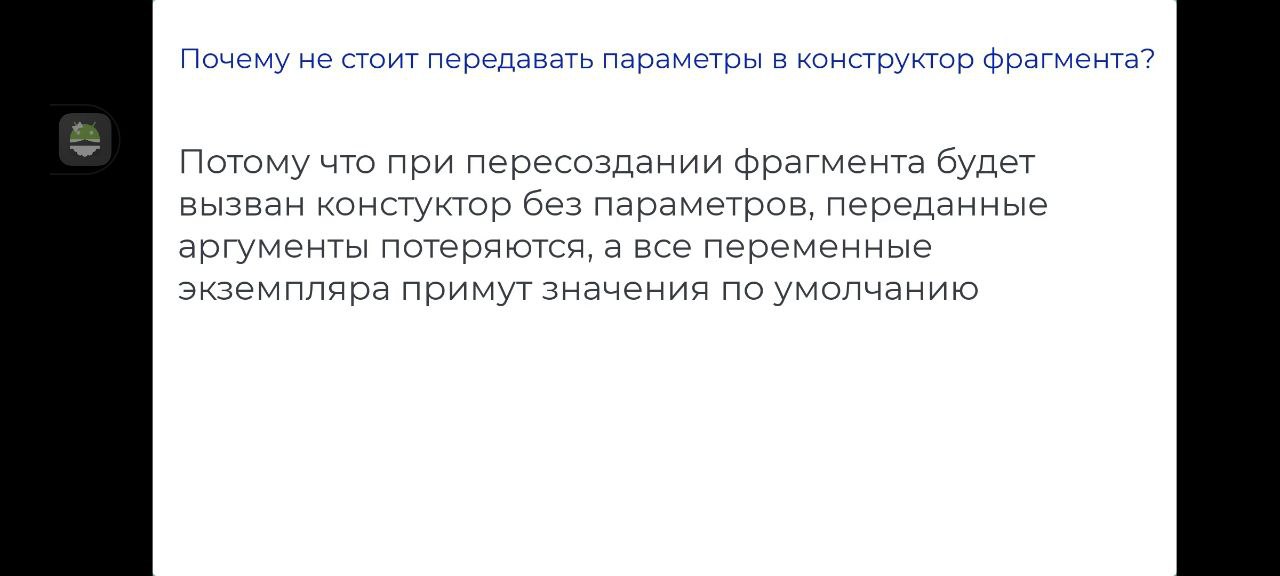 Почему не стоит передавать параметры в конструктор фрагмента?
Потому что при пересоздании фрагмента будет
вызван констуктор без параметров, переданные
аргументы потеряются, а все переменные
экземпляра примут значения по умолчанию